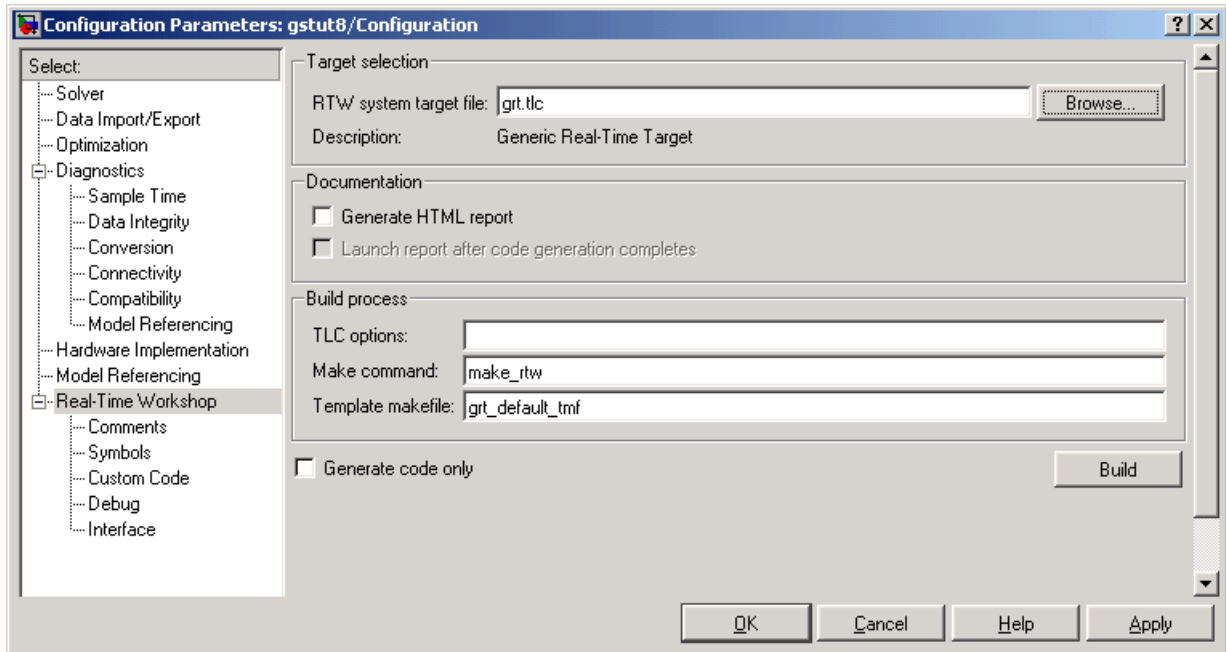 Configuration Parameters: gstut8/Configuration
Select:
Solver
Data Import/Export
Optimization
Diagnostics
Sample Time
Data Integrity
Conversion
Connectivity
Compatibility
Model Referencing
Hardware Implementation
Model Referencing
Real-Time Workshop
Comments
Symbols
Custom Code
Debug
Interface
Target selection
RTW system target file: grt.tlc Browse...
Description: Generic Real-Time Target
Documentation
Generate HTML report
Launch report after code generation completes
Build process
TLC options:
Make command: make_rtw
Template makefile: grt_default_tmf
Generate code only Build
OK Cancel Help Apply